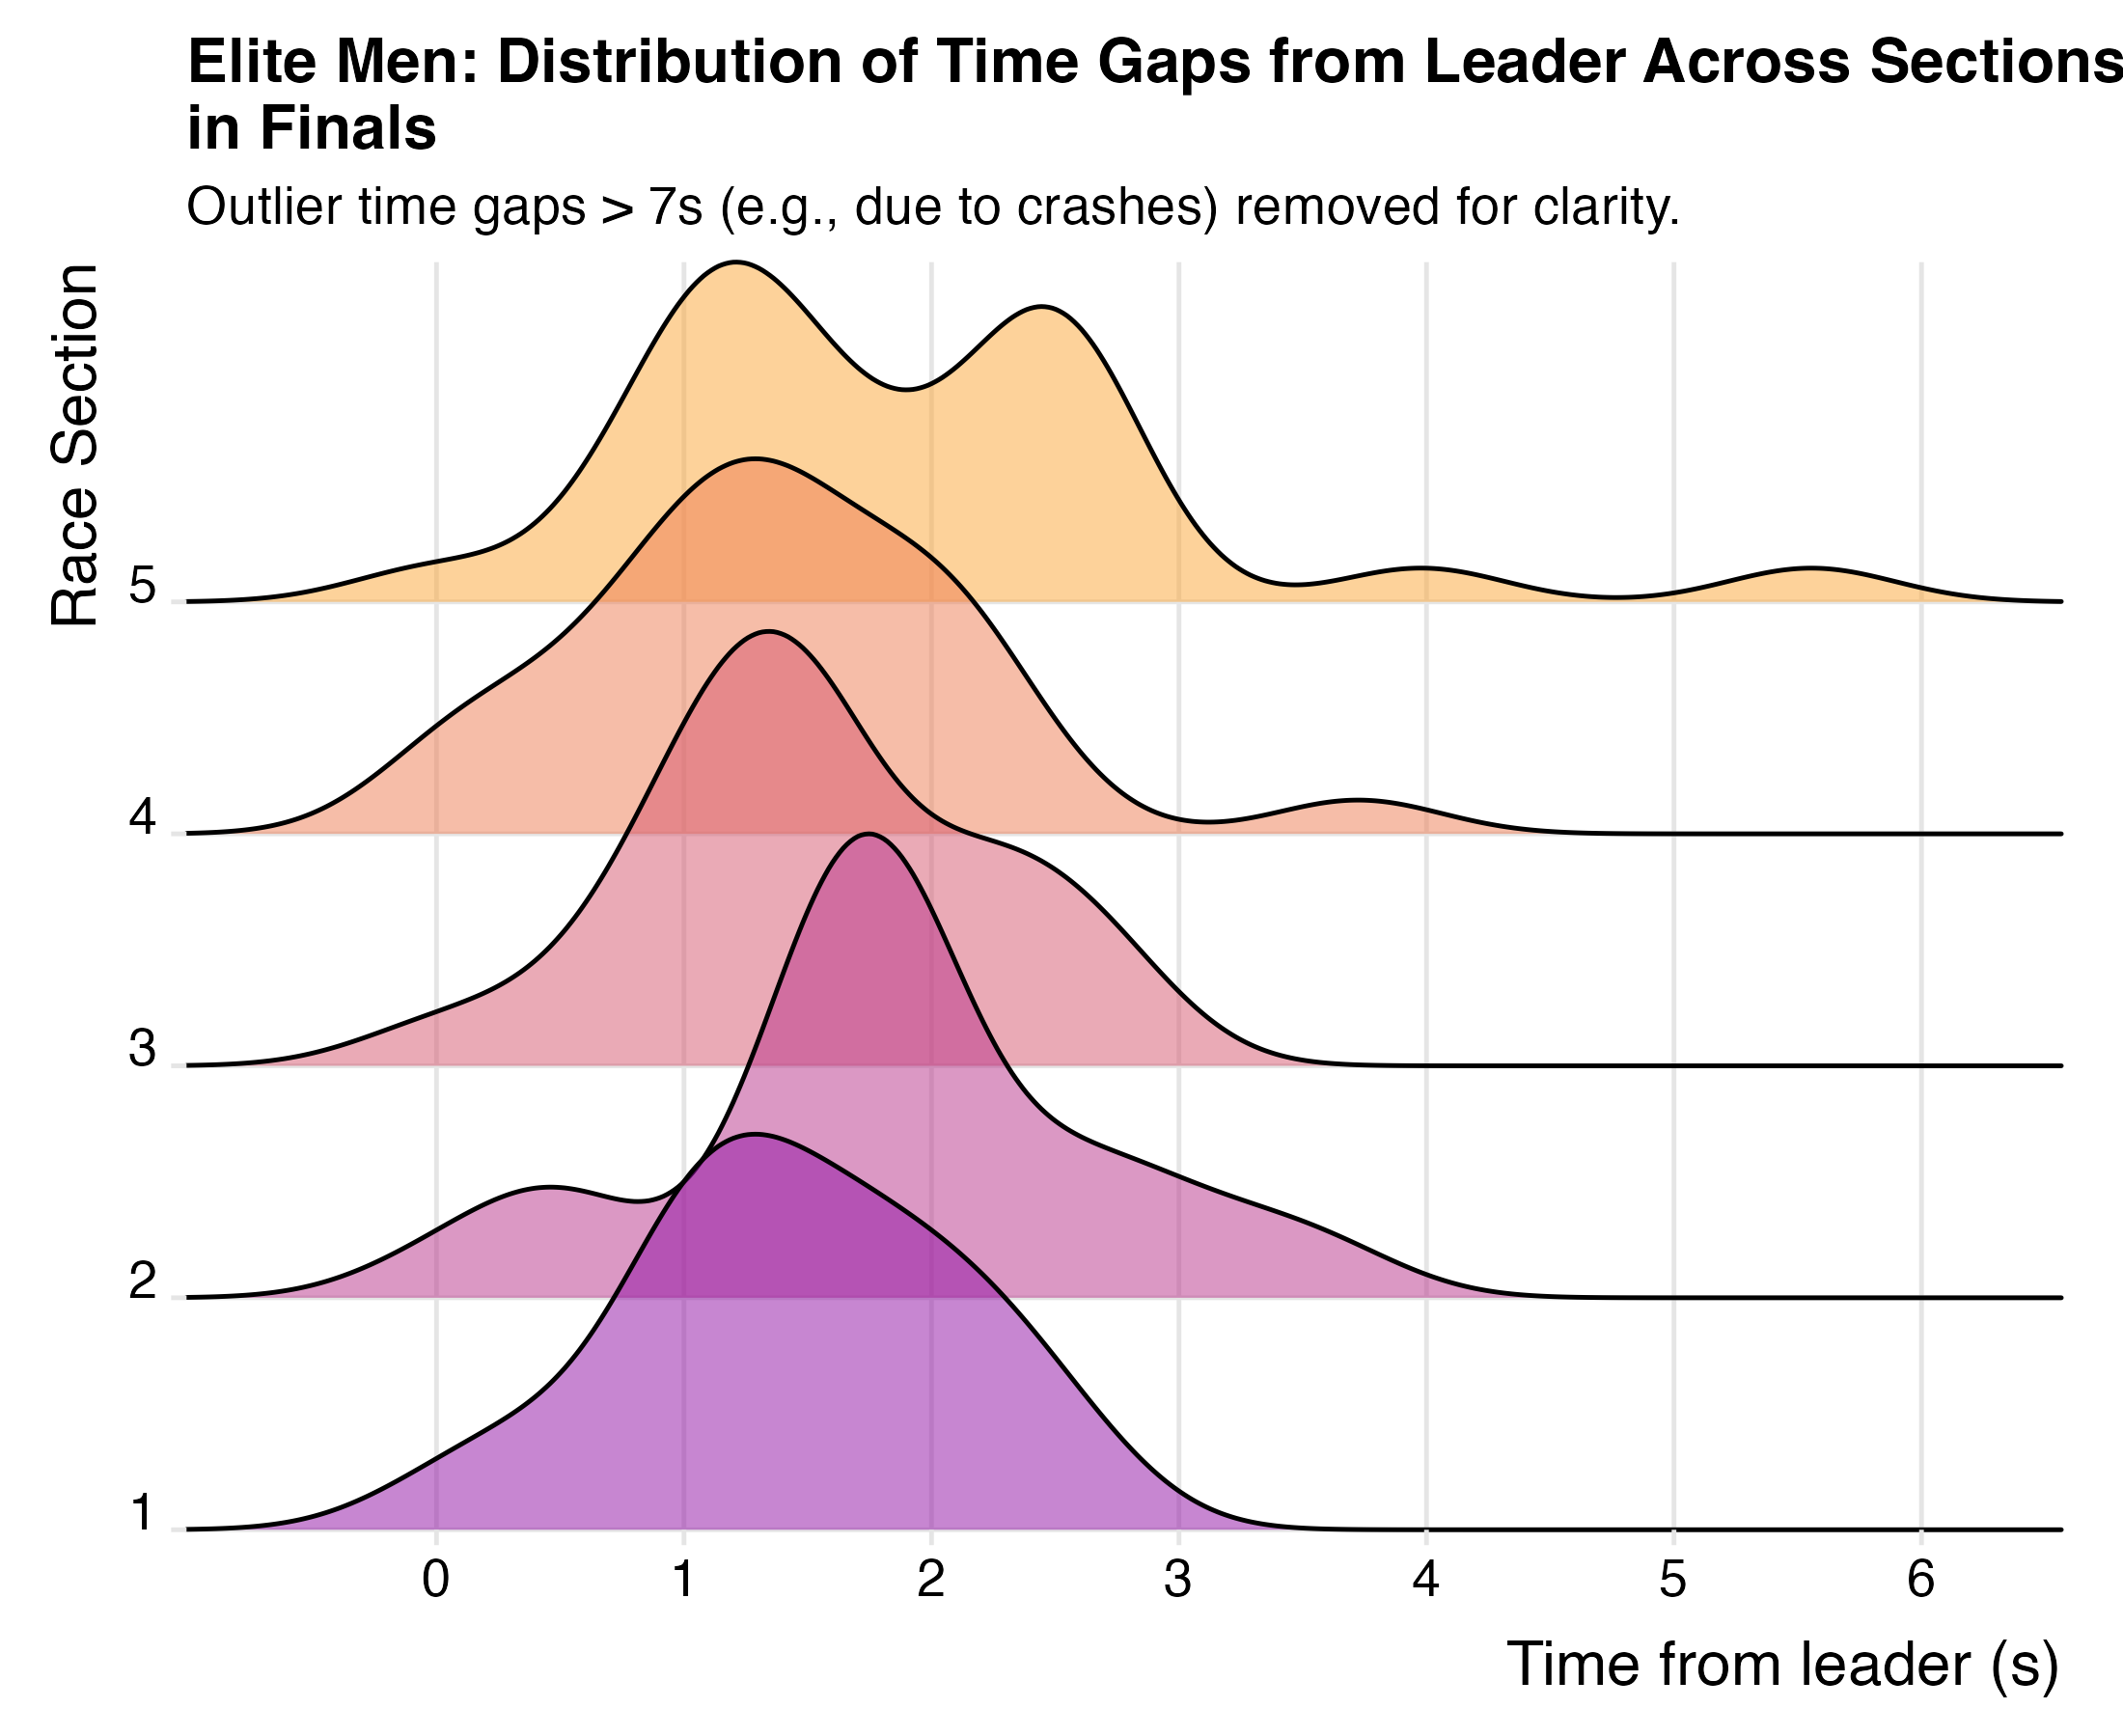 Elite Men: Distribution of Time Gaps from Leader Across Sections
in Finals
Outlier time gaps > 7s (e.g., due to crashes) removed for clarity.
Race Section
5
4
3
2
1
0 1 2 3 4 5 6
Time from leader (s)